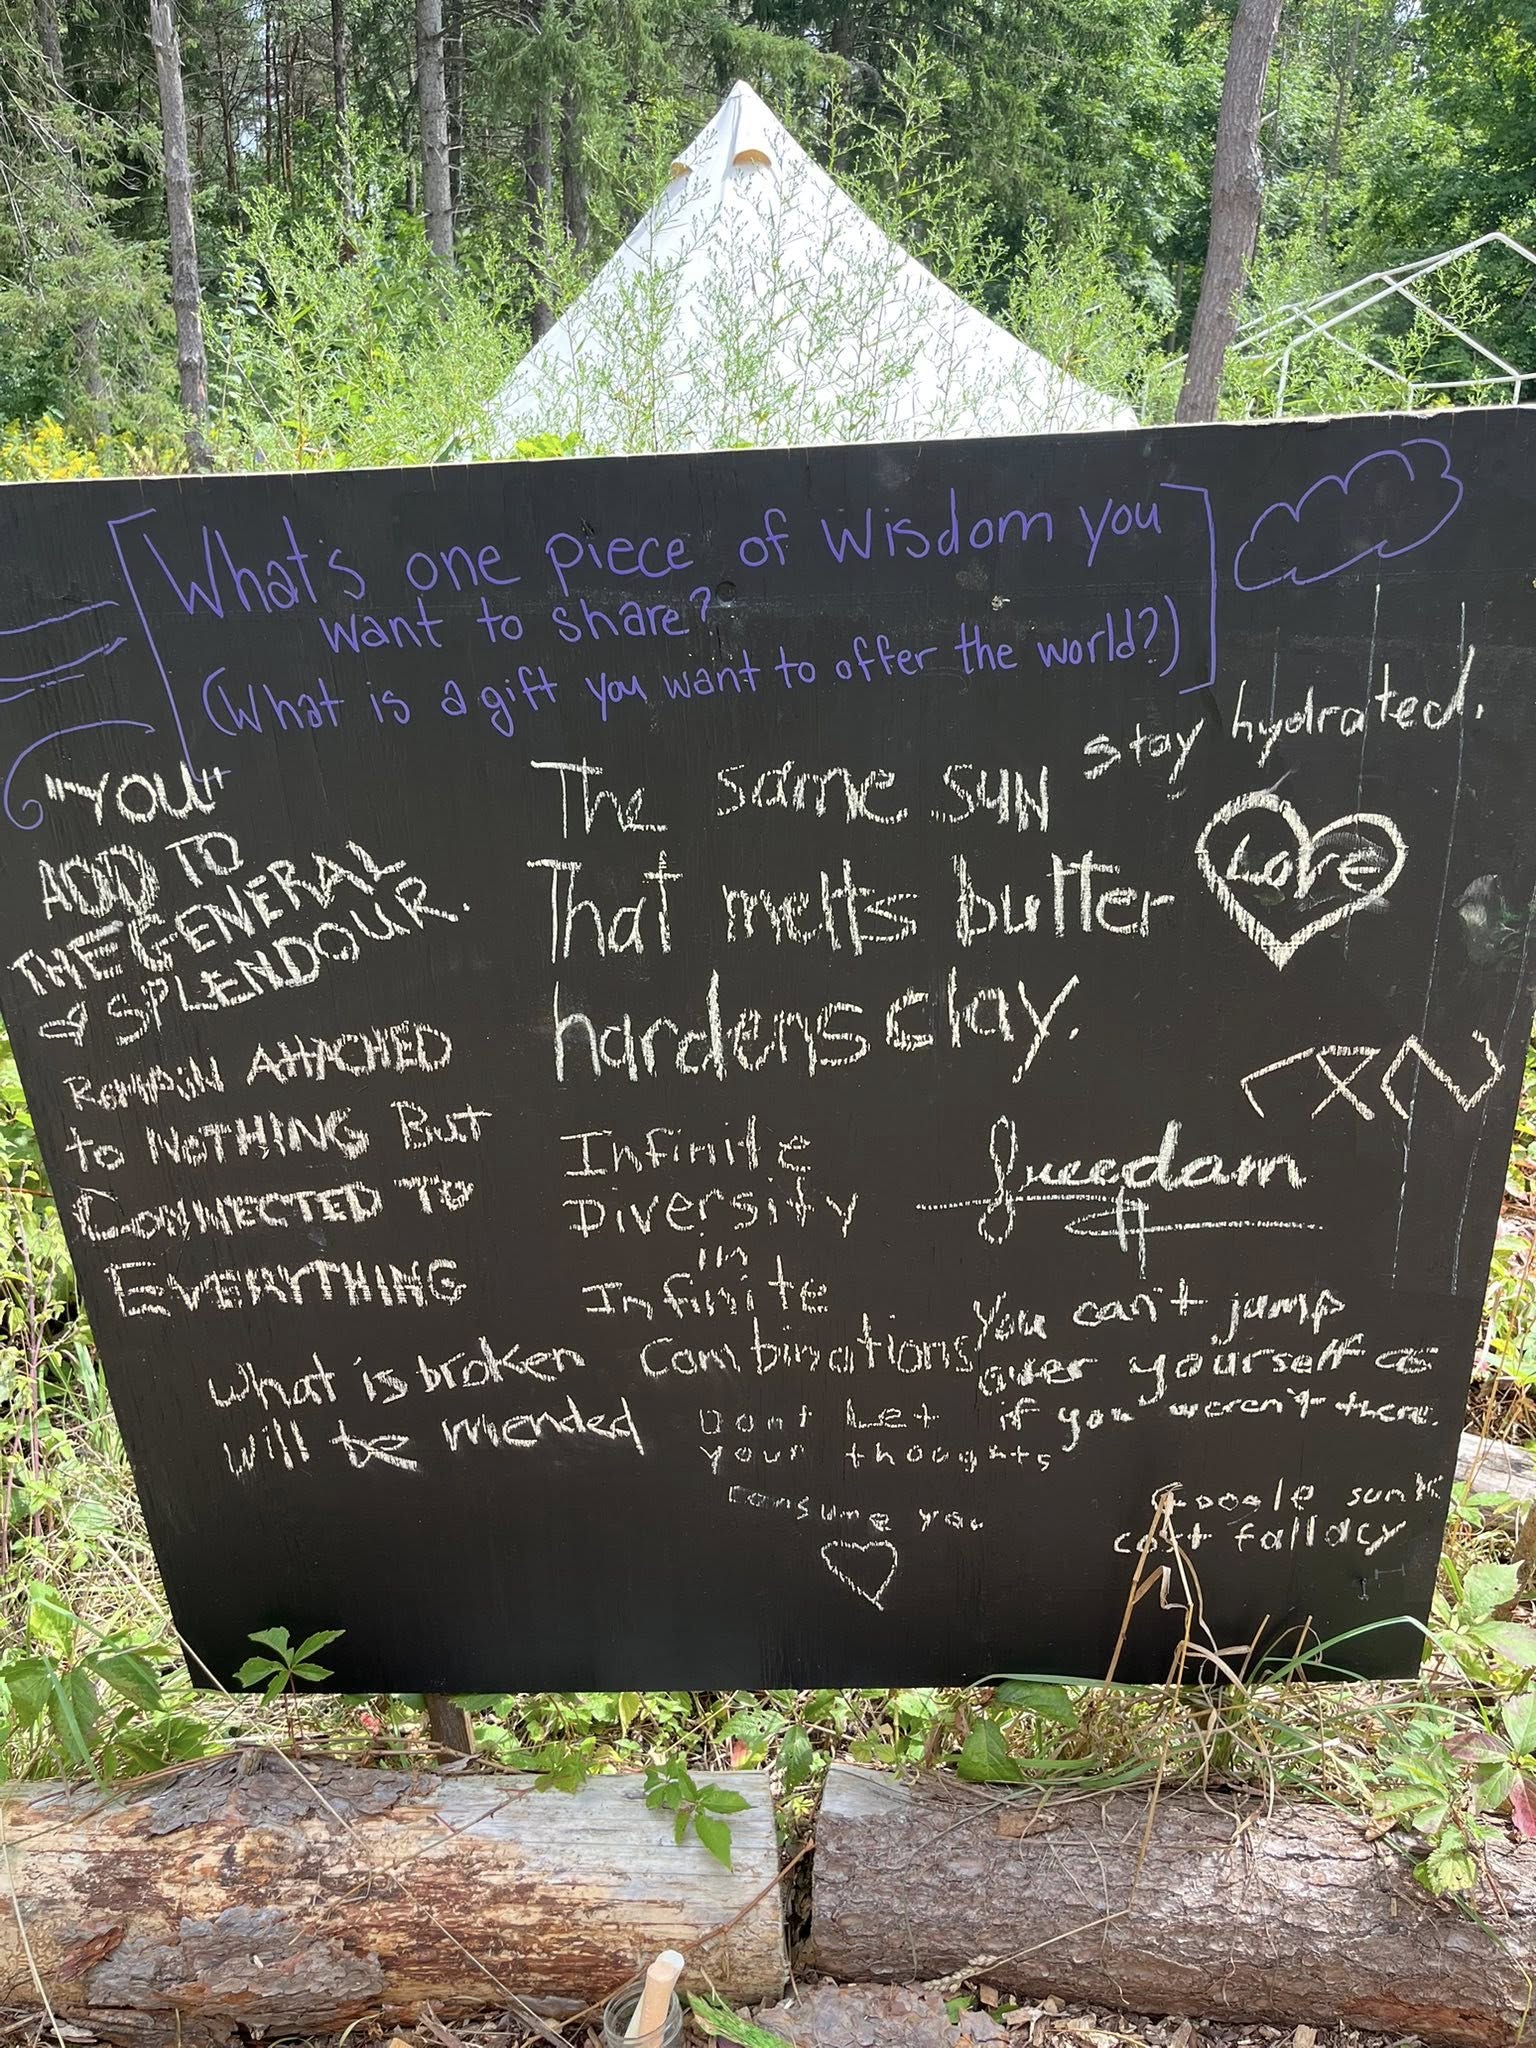 What's one piece of wisdom you
want to share?
(What is a gift you want to offer the world?)
"YOU"
ADD TO
THE GENERAL
SPLENDOUR.
REMAIN ATTACHED
to NOTHING BUt
CONNECTED TO
EVERYTHING
What is broken
will be mended
The same sun
That melts butter
hardens clay.
Infinite
Diversity
in
Infinite
Combinations
Dont Let
your thoughts
consume you
stay hydrated.
Love
freedom
You can't jump
over yourself as
if you weren't there.
Google sunk
cost fallacy